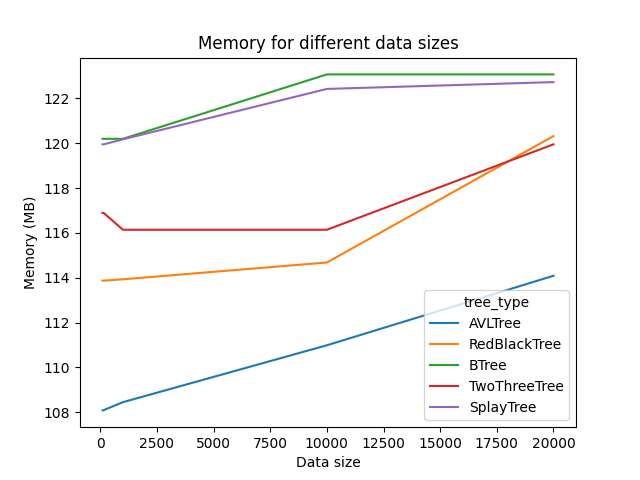 Memory for different data sizes
Memory (MB)
122
120
118
116
114
112
110
108
tree_type
AVLTree
RedBlackTree
BTree
TwoThreeTree
SplayTree
0 2500 5000 7500 10000 12500 15000 17500 20000
Data size